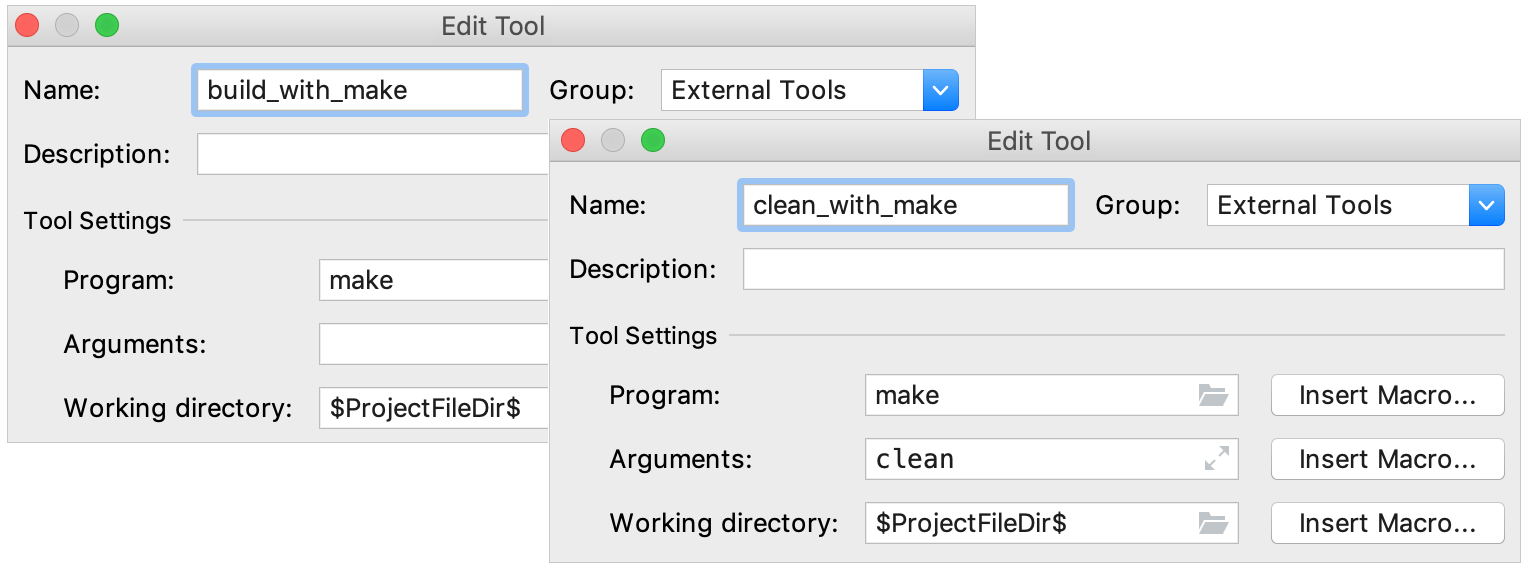 Edit Tool
Name: build_with_make Group: External Tools
Description:
Tool Settings
Program: make
Arguments:
Working directory: $ProjectFileDir$
Edit Tool
Name: clean_with_make Group: External Tools
Description:
Tool Settings
Program: make Insert Macro...
Arguments: clean Insert Macro...
Working directory: $ProjectFileDir$ Insert Macro...